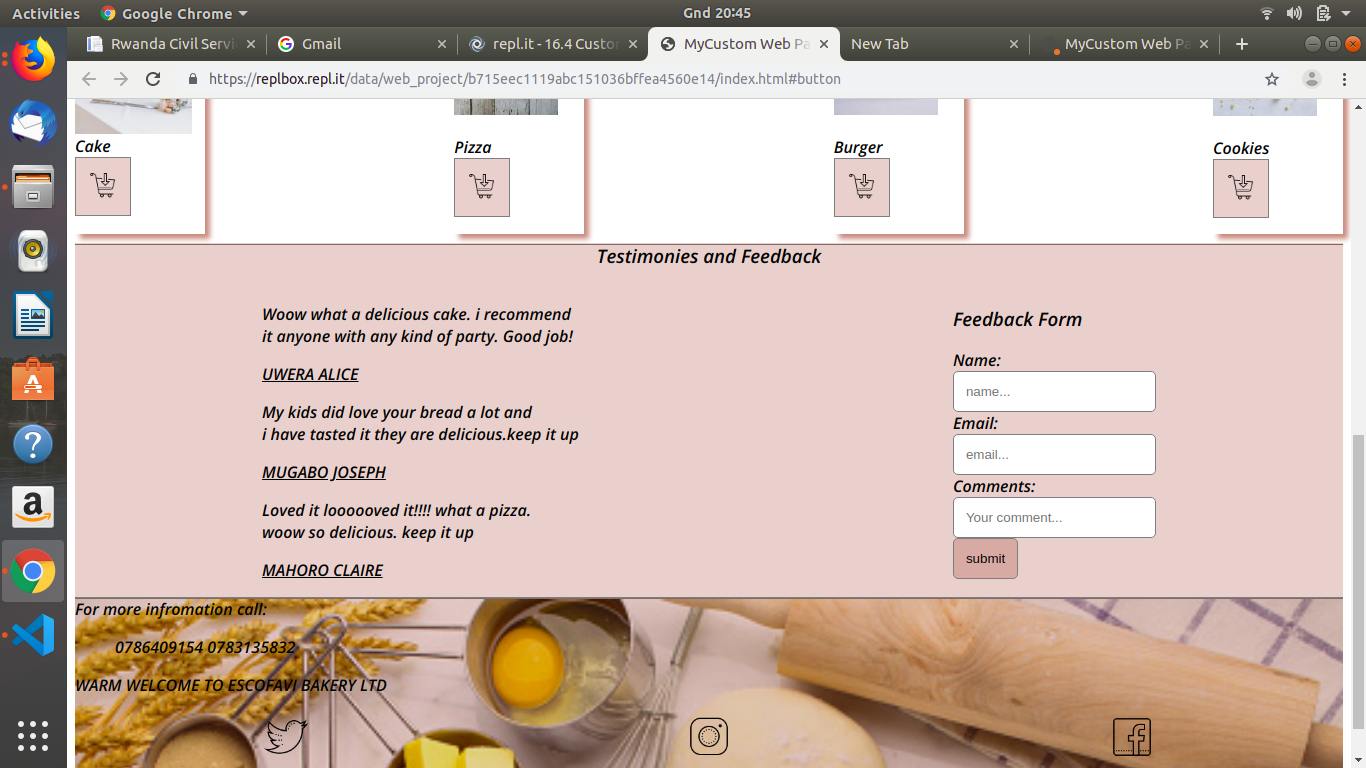 Activities
Google Chrome
Gnd 20:45
Rwanda Civil Servi
Gmail
repl.it - 16.4 Custor
MyCustom Web Pa
New Tab
MyCustom Web Pa
https://replbox.repl.it/data/web_project/b715eec1119abc151036bffea4560e14/index.html#button
Cake
Pizza
Burger
Cookies
Testimonies and Feedback
Woow what a delicious cake. i recommend
it anyone with any kind of party. Good job!
UWERA ALICE
My kids did love your bread a lot and
i have tasted it they are delicious.keep it up
MUGABO JOSEPH
Loved it loooooved it!!!! what a pizza.
woow so delicious. keep it up
MAHORO CLAIRE
Feedback Form
Name:
name...
Email:
email...
Comments:
Your comment...
submit
For more infromation call:
0786409154 0783135832
WARM WELCOME TO ESCOFAVI BAKERY LTD